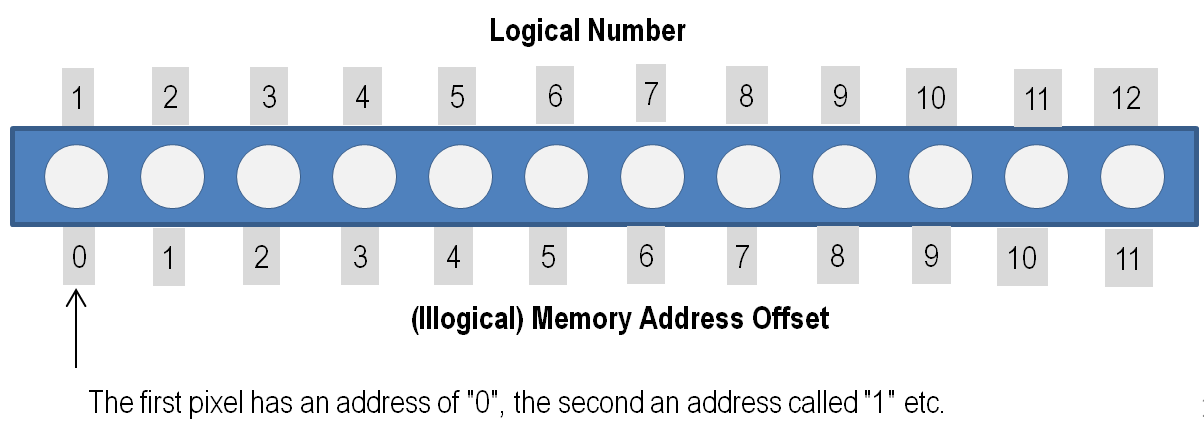 Logical Number
1 2 3 4 5 6 7 8 9 10 11 12
0 1 2 3 4 5 6 7 8 9 10 11
(Illogical) Memory Address Offset
The first pixel has an address of "0", the second an address called "1" etc.